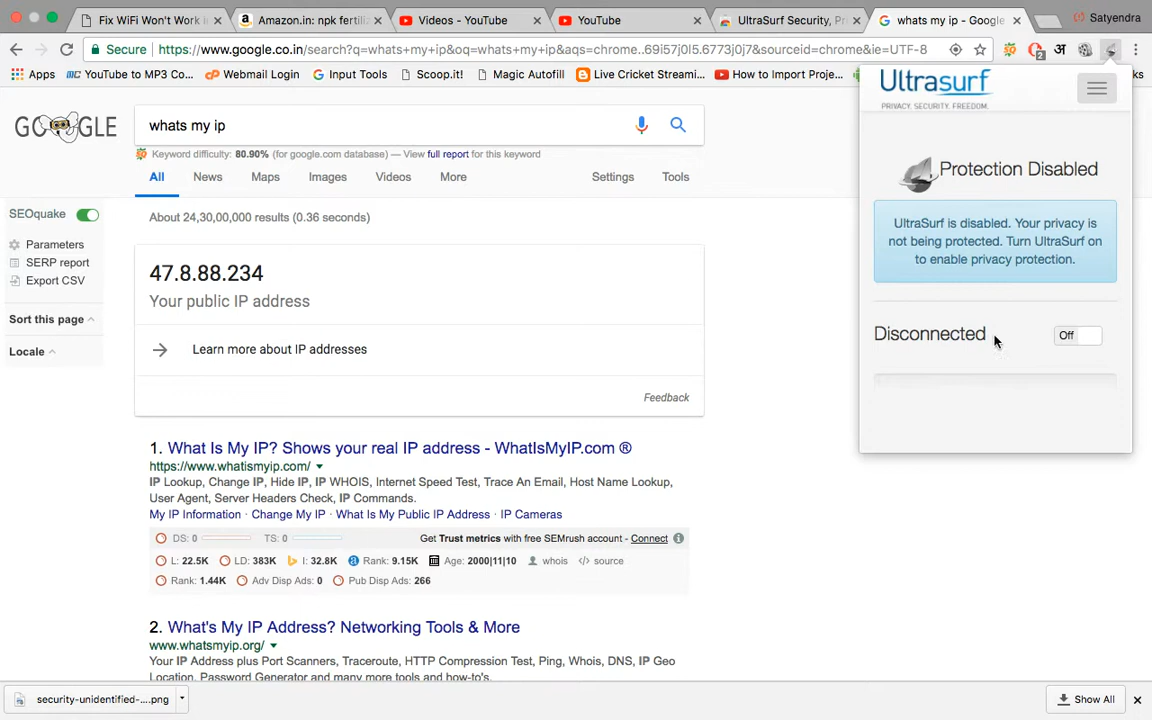 Fix WiFi Won't Work i
Amazon.in: npk fertiliz
Videos - YouTube
YouTube
UltraSurf Security, Pr
whats my ip - Google
Satyendra
Secure
https://www.google.co.in/search?q=whats+my+ip&oq=whats+my+ip&aqs=chrome..69i57j0l5.6773j0j7&sourceid=chrome&ie=UTF-8
2
अ
Apps
YouTube to MP3 Co...
Webmail Login
Input Tools
Scoop.it!
Magic Autofill
Live Cricket Streami...
How to Import Proje...
Ultrasurf
PRIVACY. SECURITY. FREEDOM.
GOOGLE
whats my ip
Keyword difficulty: 80.90% (for google.com database) — View full report for this keyword
All
News
Maps
Images
Videos
More
Settings
Tools
Protection Disabled
UltraSurf is disabled. Your privacy is
not being protected. Turn UltraSurf on
to enable privacy protection.
Disconnected
Off
SEOquake
Parameters
SERP report
Export CSV
Sort this page
Locale
About 24,30,00,000 results (0.36 seconds)
47.8.88.234
Your public IP address
Learn more about IP addresses
Feedback
1. What Is My IP? Shows your real IP address - WhatIsMyIP.com ®
https://www.whatismyip.com/
IP Lookup, Change IP, Hide IP, IP WHOIS, Internet Speed Test, Trace An Email, Host Name Lookup,
User Agent, Server Headers Check, IP Commands.
My IP Information · Change My IP · What Is My Public IP Address · IP Cameras
DS: 0
TS: 0
Get Trust metrics with free SEMrush account - Connect
L: 22.5K
LD: 383K
I: 32.8K
Rank: 9.15K
Age: 2000|11|10
whois
source
Rank: 1.44K
Adv Disp Ads: 0
Pub Disp Ads: 266
2. What's My IP Address? Networking Tools & More
www.whatsmyip.org/
Your IP Address plus Port Scanners, Traceroute, HTTP Compression Test, Ping, Whois, DNS, IP Geo
Location, Password Generator and many more tools and how-to's.
security-unidentified-....png
Show All